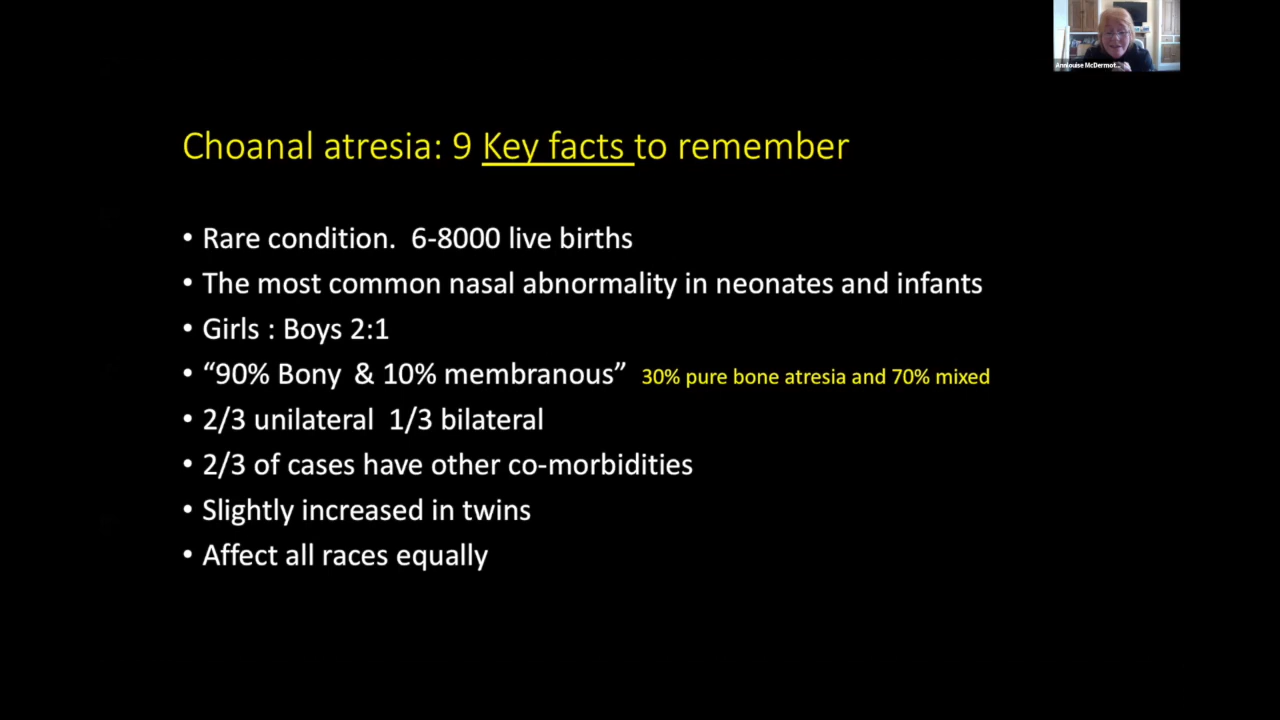 Annlouise McDermot...
Choanal atresia: 9 Key facts to remember
• Rare condition. 6-8000 live births
• The most common nasal abnormality in neonates and infants
• Girls : Boys 2:1
• “90% Bony & 10% membranous” 30% pure bone atresia and 70% mixed
• 2/3 unilateral 1/3 bilateral
• 2/3 of cases have other co-morbidities
• Slightly increased in twins
• Affect all races equally